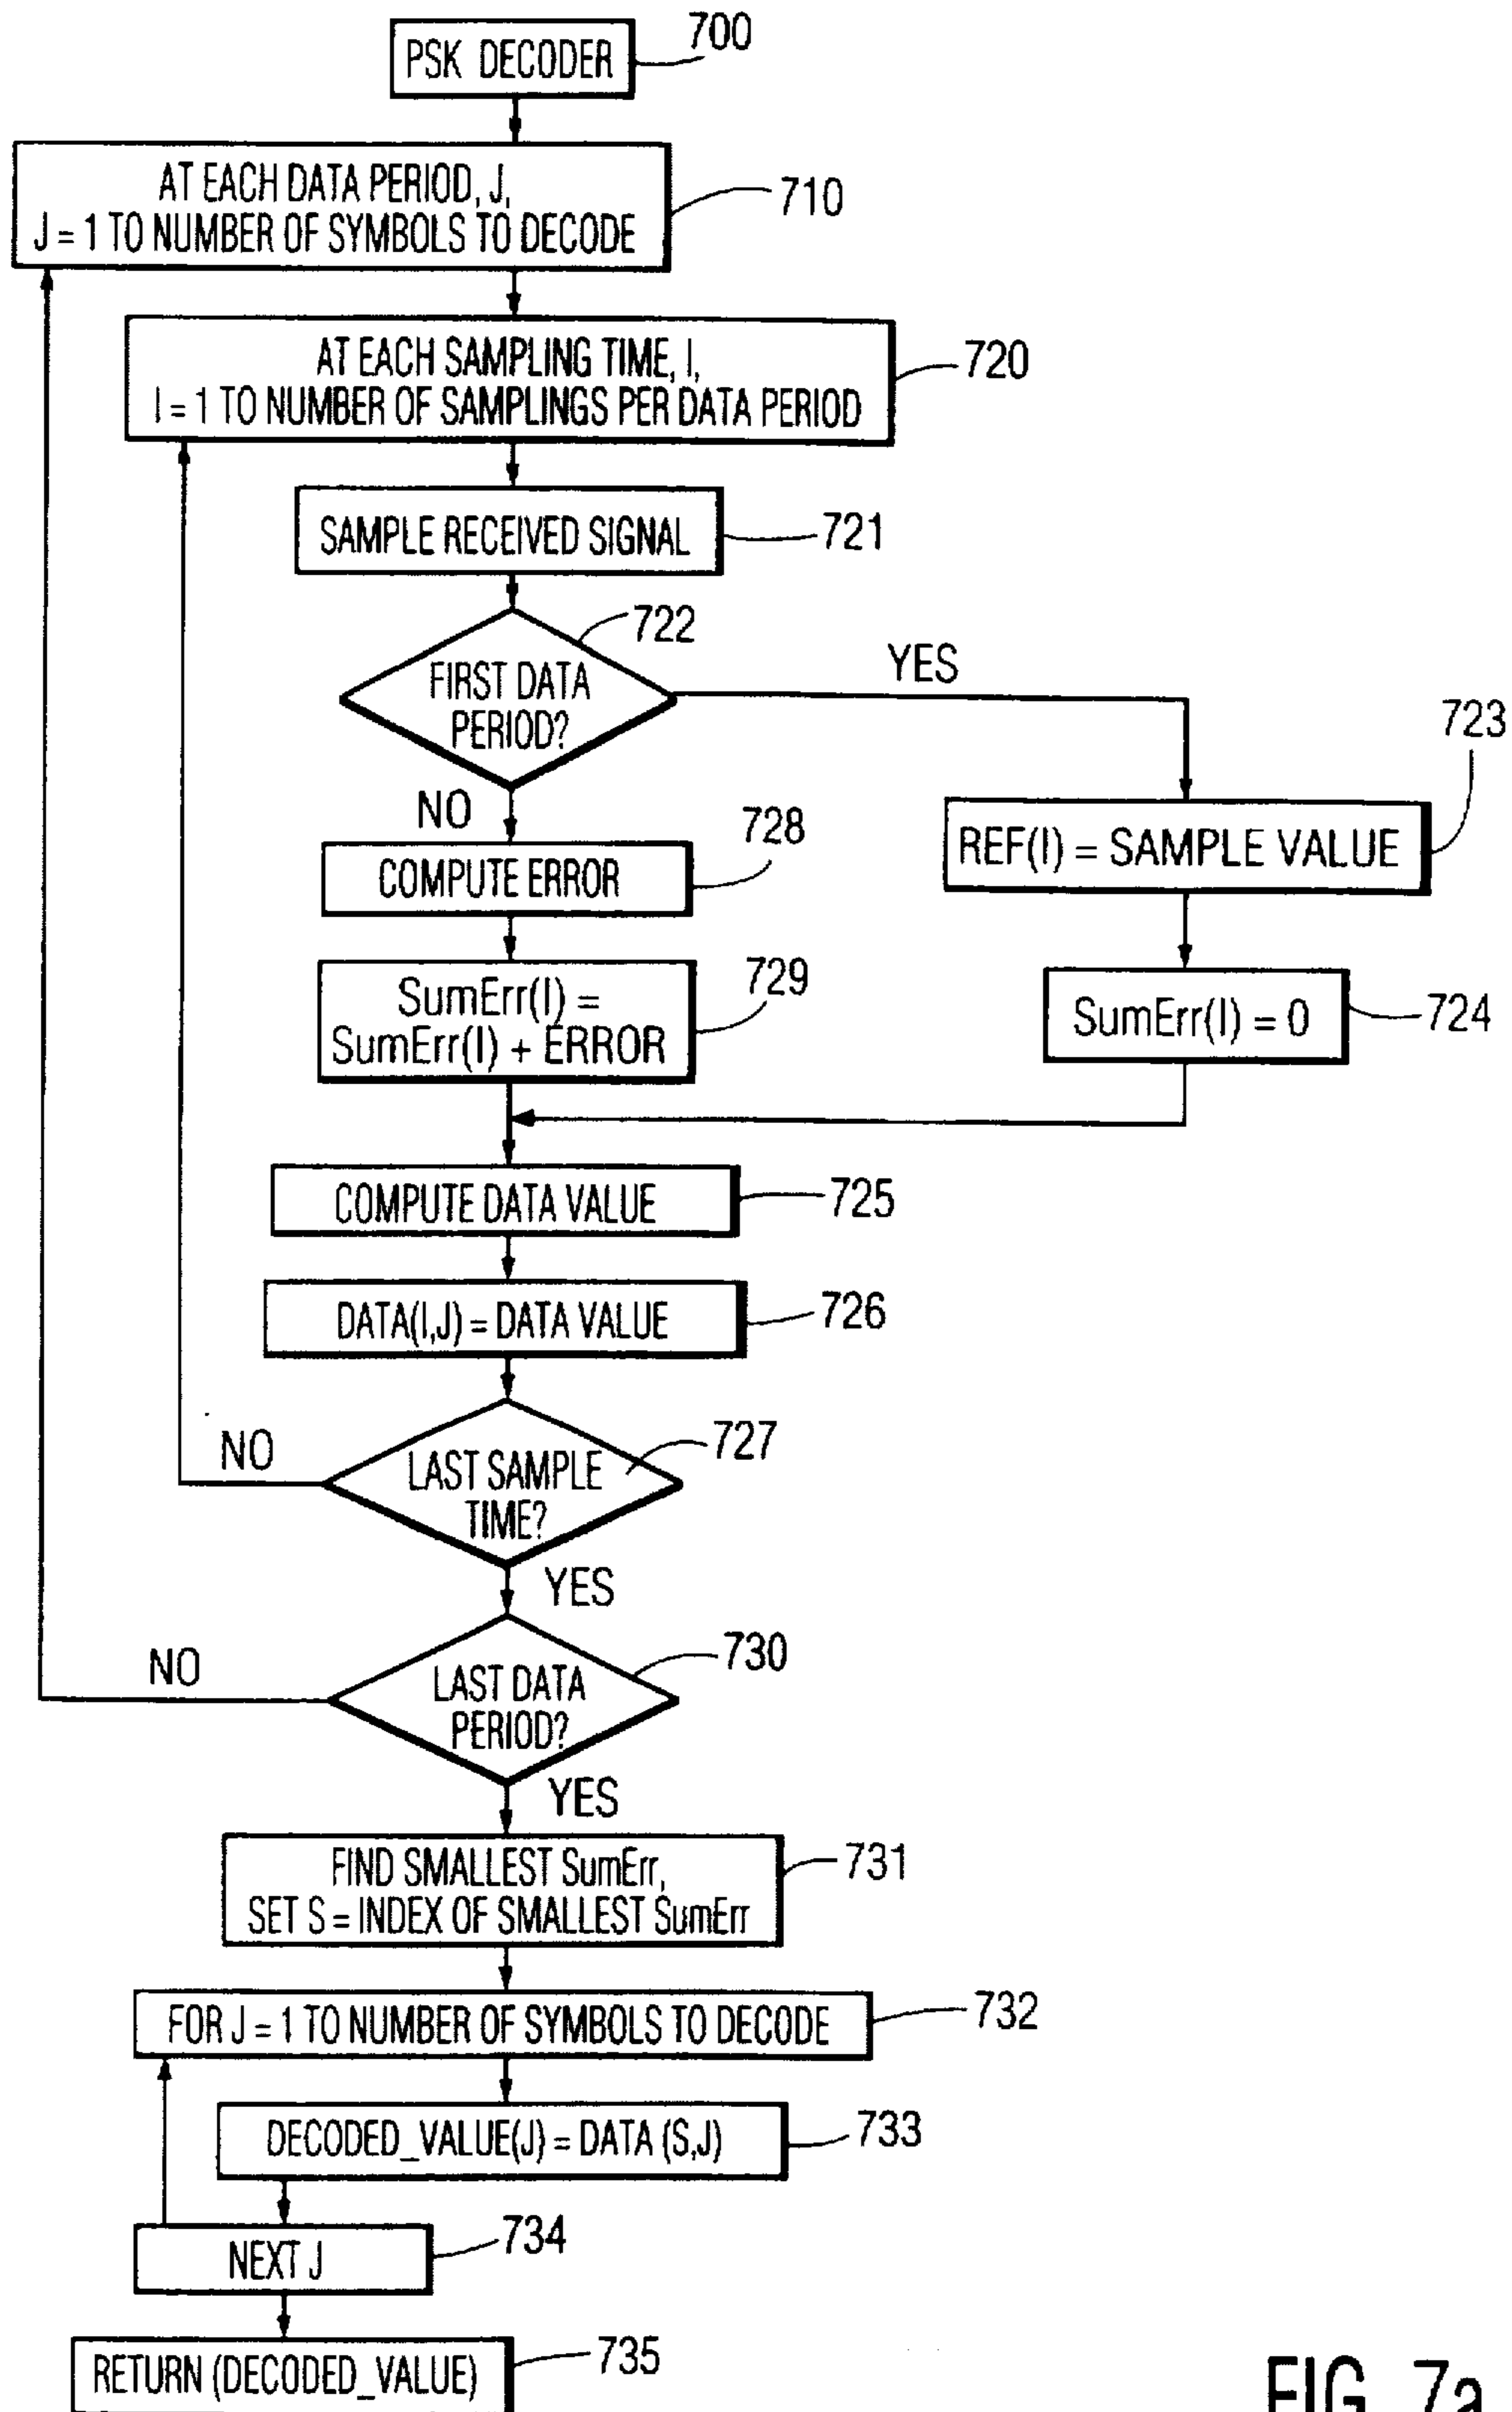 PSK DECODER
700
AT EACH DATA PERIOD, J,
J = 1 TO NUMBER OF SYMBOLS TO DECODE
710
AT EACH SAMPLING TIME, I,
I = 1 TO NUMBER OF SAMPLINGS PER DATA PERIOD
720
SAMPLE RECEIVED SIGNAL
721
722
FIRST DATA
PERIOD?
YES
NO
723
REF(I) = SAMPLE VALUE
728
COMPUTE ERROR
729
SumErr(I) =
SumErr(I) + ERROR
SumErr(I) = 0
724
COMPUTE DATA VALUE
725
DATA(I,J) = DATA VALUE
726
727
LAST SAMPLE
TIME?
NO
YES
730
LAST DATA
PERIOD?
NO
YES
FIND SMALLEST SumErr,
SET S = INDEX OF SMALLEST SumErr
731
FOR J = 1 TO NUMBER OF SYMBOLS TO DECODE
732
DECODED_VALUE(J) = DATA (S,J)
733
NEXT J
734
RETURN (DECODED_VALUE)
735
FIG. 7a